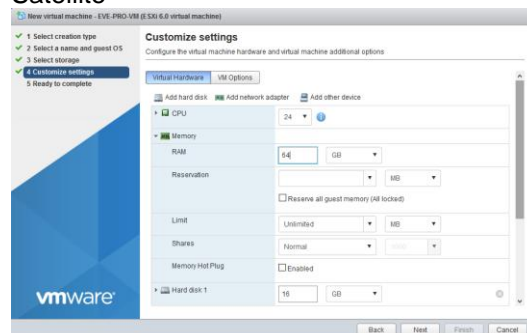 Satellite
New virtual machine - EVE-PRO-VM (ESXi 6.0 virtual machine)
1 Select creation type
2 Select a name and guest OS
3 Select storage
4 Customize settings
5 Ready to complete
Customize settings
Configure the virtual machine hardware and virtual machine additional options
Virtual Hardware VM Options
Add hard disk Add network adapter Add other device
CPU 24
Memory
RAM 64 GB
Reservation MB
Reserve all guest memory (All locked)
Limit Unlimited MB
Shares Normal
Memory Hot Plug Enabled
Hard disk 1 16 GB
vmware
Back Next Finish Cancel